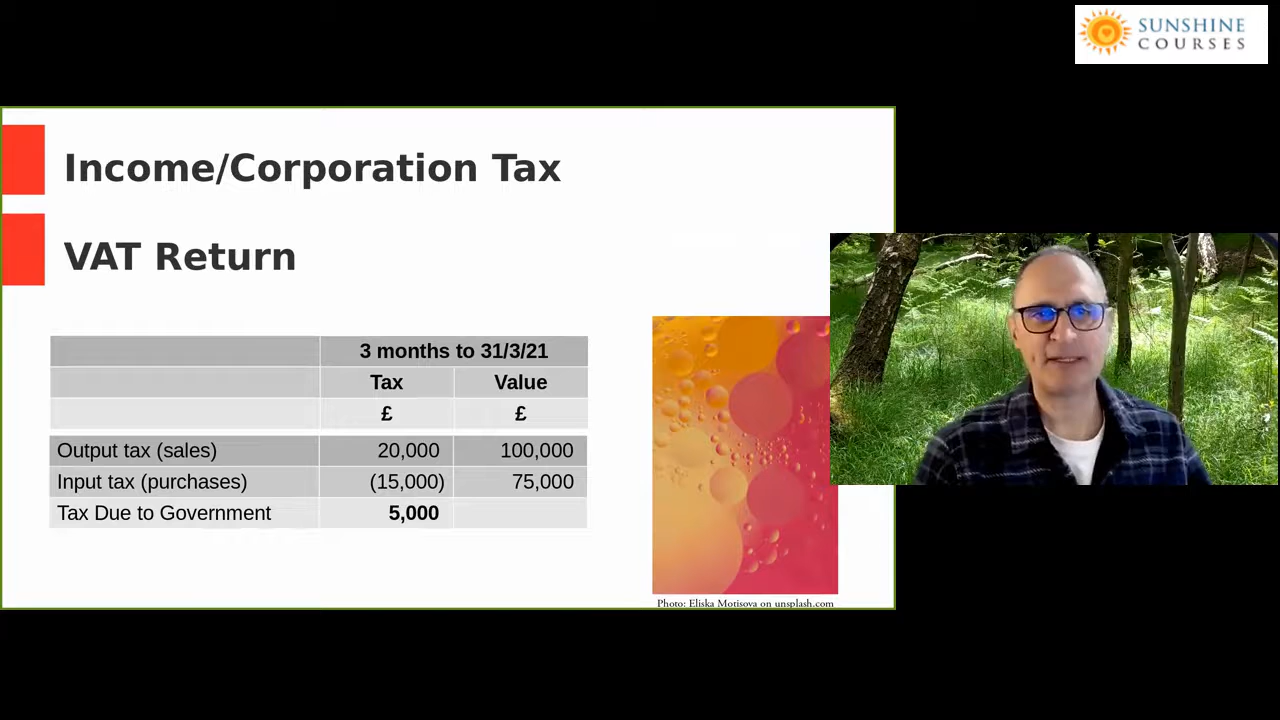 SUNSHINE
COURSES
Income/Corporation Tax
VAT Return
3 months to 31/3/21
Tax Value
£ £
Output tax (sales) 20,000 100,000
Input tax (purchases) (15,000) 75,000
Tax Due to Government 5,000
Photo: Eliska Motisova on unsplash.com